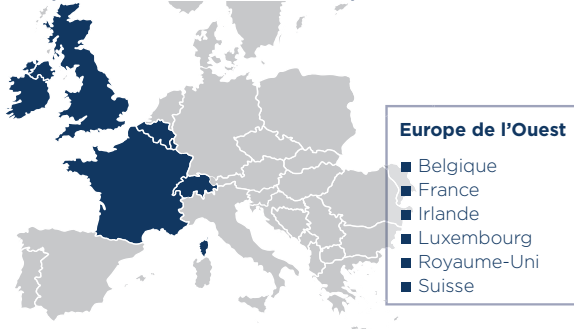 Europe de l'Ouest
Belgique
France
Irlande
Luxembourg
Royaume-Uni
Suisse